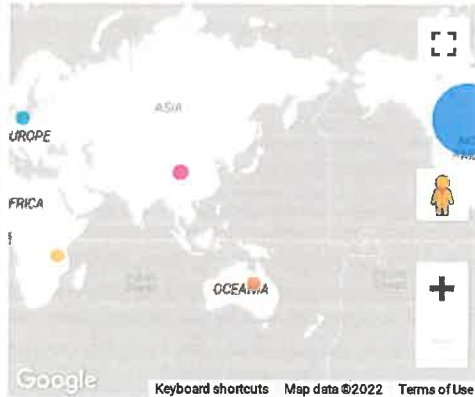 ASIA
UROPE
FRICA
OCEANIA
Google
Keyboard shortcuts Map data ©2022 Terms of Use